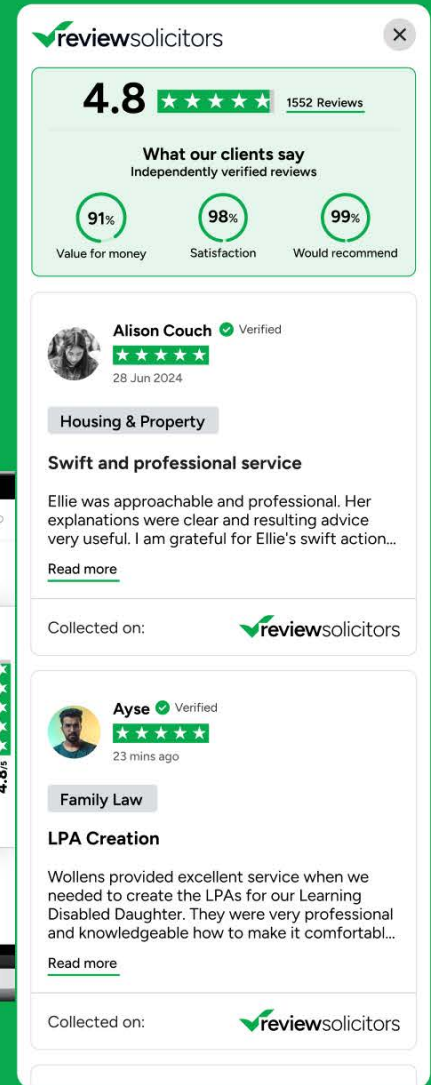 reviewsolicitors
4.8 1552 Reviews
What our clients say
Independently verified reviews
91% 98% 99%
Value for money Satisfaction Would recommend
Alison Couch Verified
28 Jun 2024
Housing & Property
Swift and professional service
Ellie was approachable and professional. Her
explanations were clear and resulting advice
very useful. I am grateful for Ellie's swift action...
Read more
Collected on: reviewsolicitors
Ayse Verified
23 mins ago
Family Law
LPA Creation
Wollens provided excellent service when we
needed to create the LPAs for our Learning
Disabled Daughter. They were very professional
and knowledgeable how to make it comfortabl...
Read more
Collected on: reviewsolicitors
4.8/5